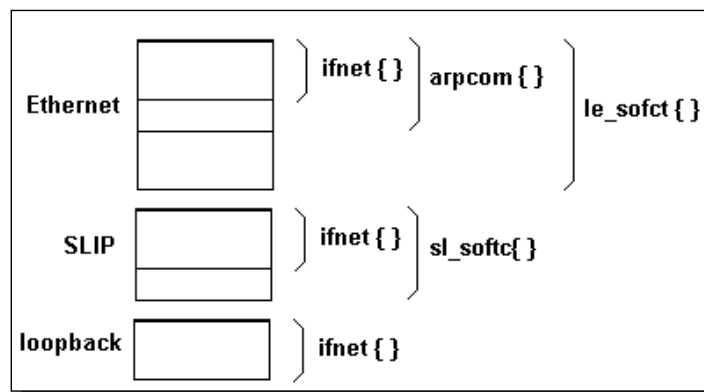 ifnet { }
arpcom { }
Ethernet
le_sofct { }
SLIP
ifnet { }
sl_softc{ }
loopback
ifnet { }